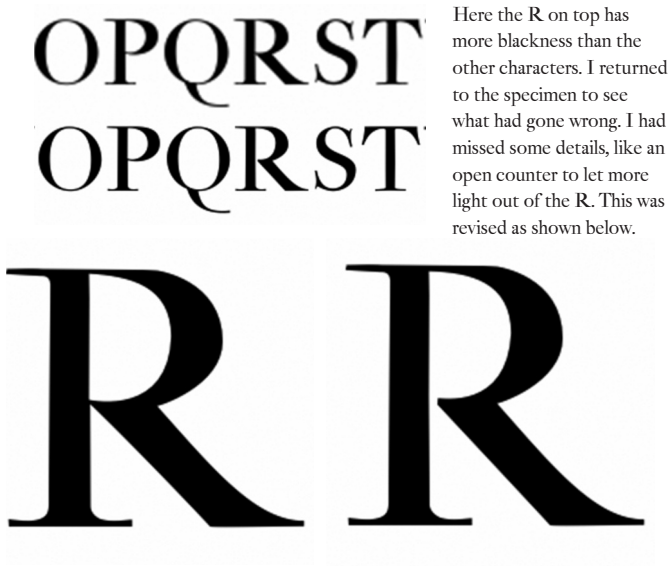 OPQRST
OPQRST
Here the R on top has
more blackness than the
other characters. I returned
to the specimen to see
what had gone wrong. I had
missed some details, like an
open counter to let more
light out of the R. This was
revised as shown below.
R R